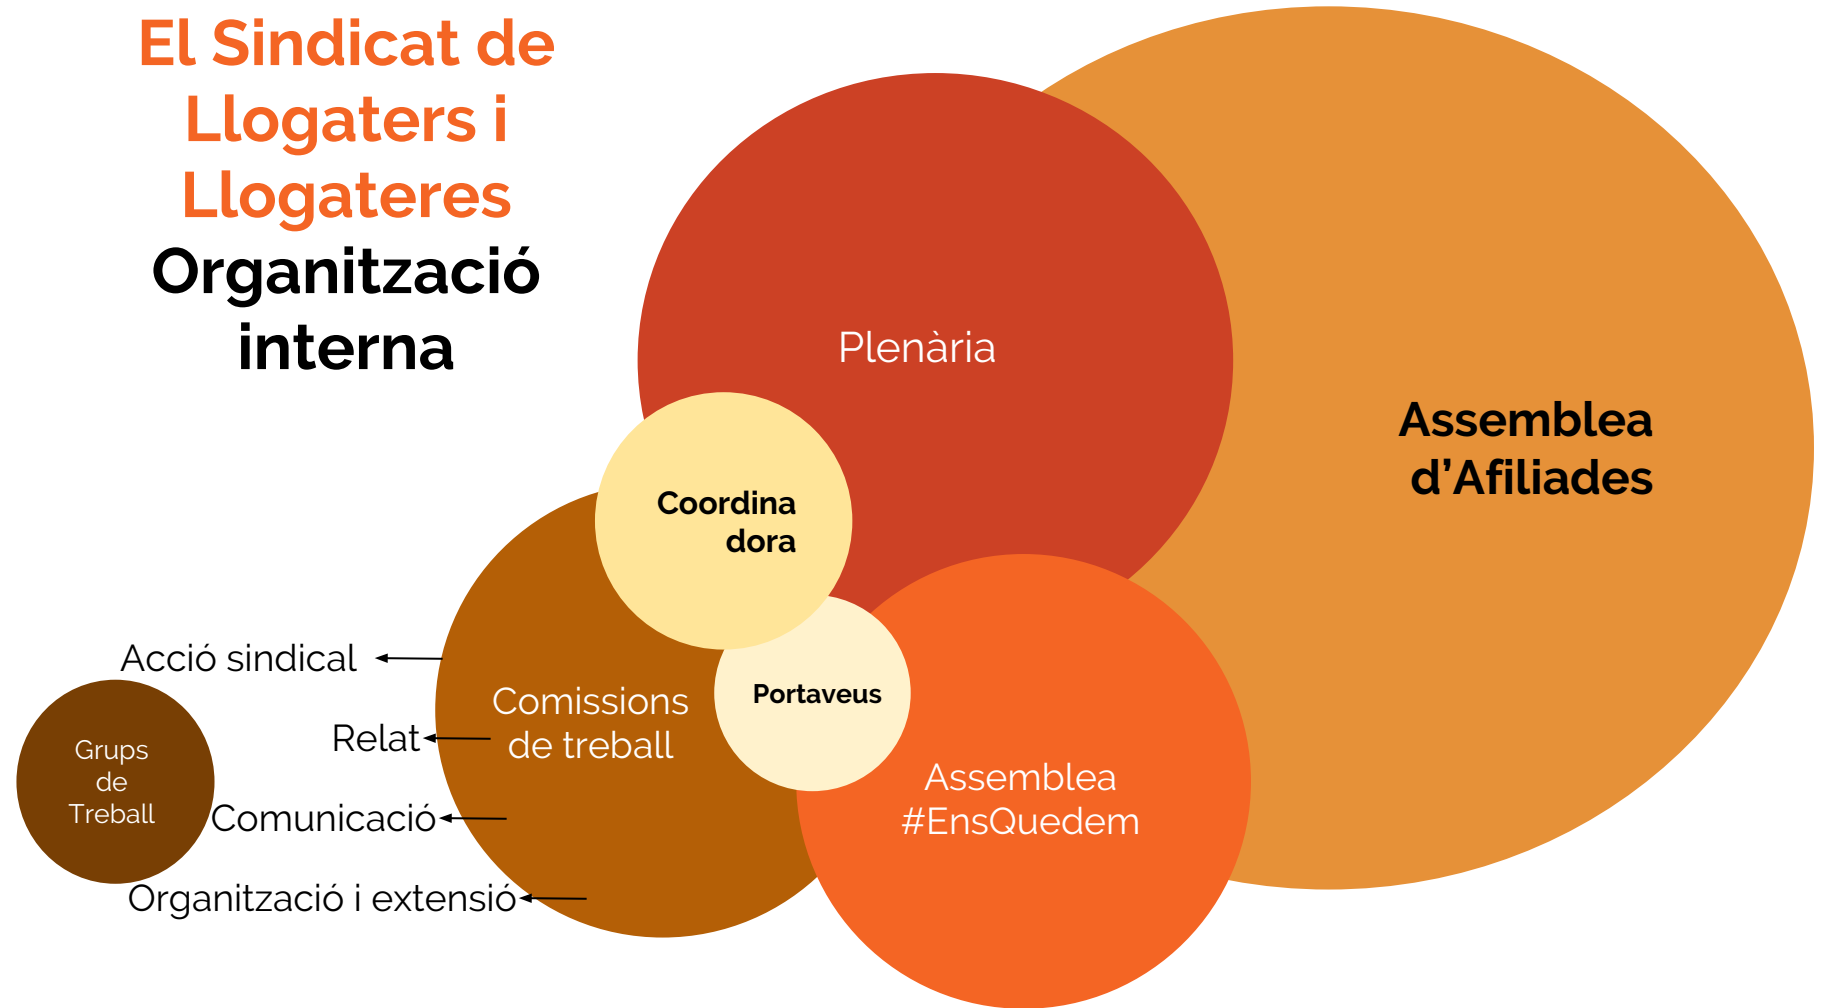 El Sindicat de
Llogaters i
Llogateres
Organització
interna
Plenària
Assemblea
d’Afiliades
Coordina
dora
Portaveus
Comissions
de treball
Assemblea
#EnsQuedem
Acció sindical
Relat
Comunicació
Organització i extensió
Grups
de
Treball